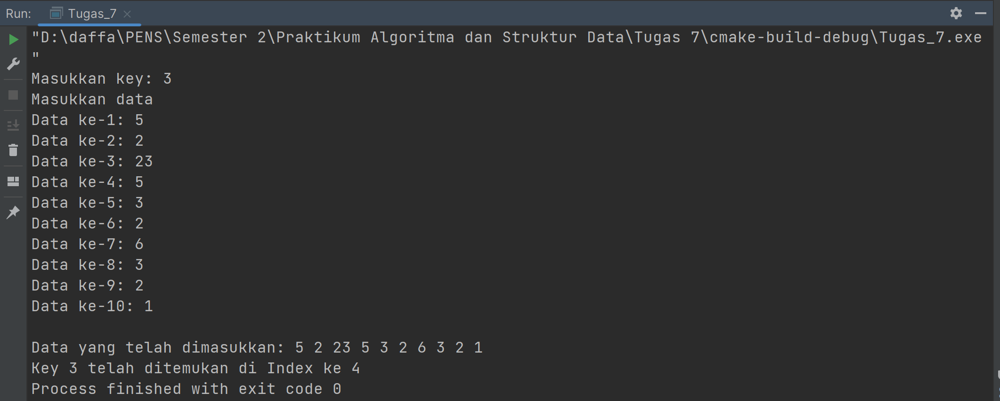 Run: Tugas_7
"D:\daffa\PENS\Semester 2\Praktikum Algoritma dan Struktur Data\Tugas 7\cmake-build-debug\Tugas_7.exe
"
Masukkan key: 3
Masukkan data
Data ke-1: 5
Data ke-2: 2
Data ke-3: 23
Data ke-4: 5
Data ke-5: 3
Data ke-6: 2
Data ke-7: 6
Data ke-8: 3
Data ke-9: 2
Data ke-10: 1

Data yang telah dimasukkan: 5 2 23 5 3 2 6 3 2 1
Key 3 telah ditemukan di Index ke 4
Process finished with exit code 0